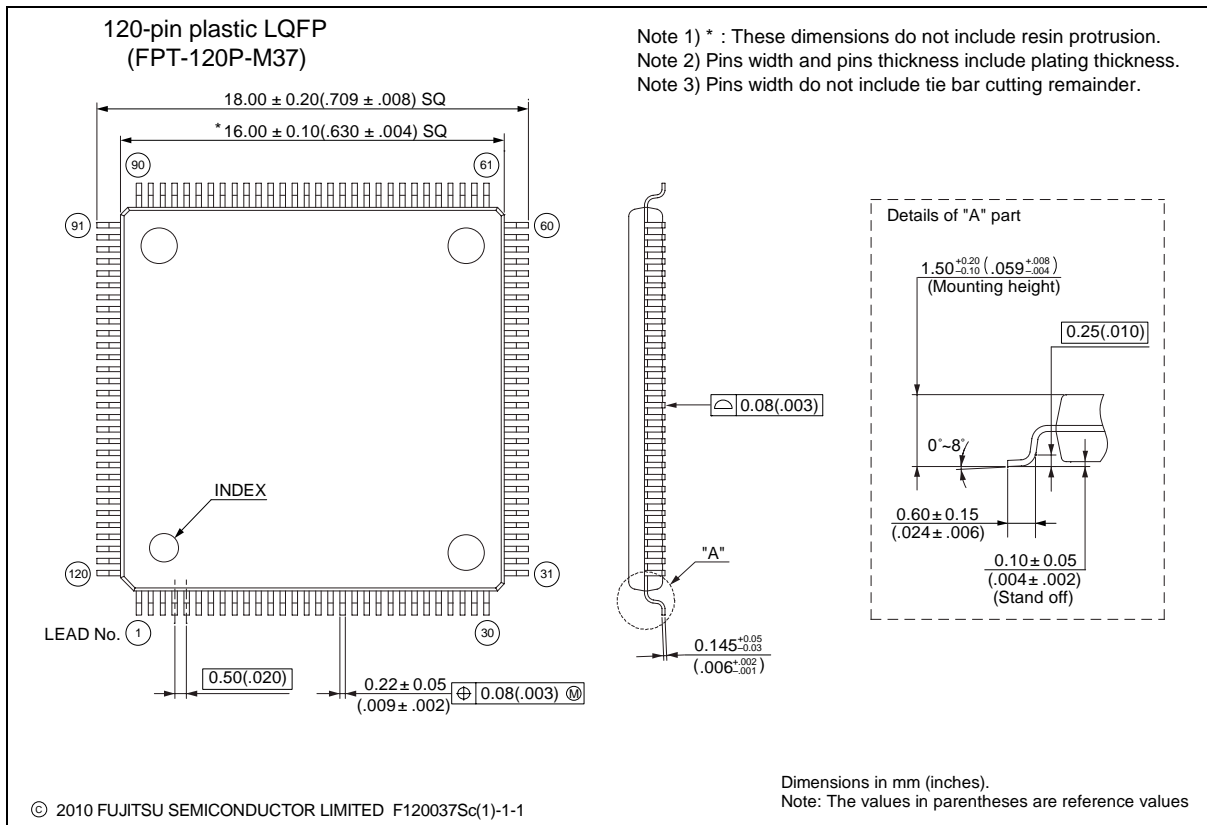 120-pin plastic LQFP
(FPT-120P-M37)
Note 1) * : These dimensions do not include resin protrusion.
Note 2) Pins width and pins thickness include plating thickness.
Note 3) Pins width do not include tie bar cutting remainder.
18.00 ± 0.20(.709 ± .008) SQ
*16.00 ± 0.10(.630 ± .004) SQ
90
61
91
60
INDEX
120
31
LEAD No. 1
30
0.50(.020)
0.22 ± 0.05
(.009 ± .002)
⌖ 0.08(.003) Ⓜ
⌓ 0.08(.003)
"A"
0.145 +0.05 -0.03
(.006 +.002 -.001)
Details of "A" part
1.50 +0.20 -0.10 (.059 +.008 -.004)
(Mounting height)
0.25(.010)
0°~8°
0.60 ± 0.15
(.024 ± .006)
0.10 ± 0.05
(.004 ± .002)
(Stand off)
© 2010 FUJITSU SEMICONDUCTOR LIMITED F120037Sc(1)-1-1
Dimensions in mm (inches).
Note: The values in parentheses are reference values